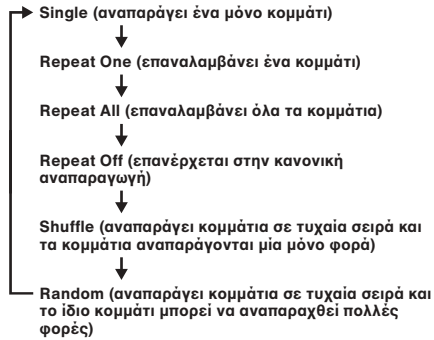 Single (αναπαράγει ένα μόνο κομμάτι)
Repeat One (επαναλαμβάνει ένα κομμάτι)
Repeat All (επαναλαμβάνει όλα τα κομμάτια)
Repeat Off (επανέρχεται στην κανονική
αναπαραγωγή)
Shuffle (αναπαράγει κομμάτια σε τυχαία σειρά και
τα κομμάτια αναπαράγονται μία μόνο φορά)
Random (αναπαράγει κομμάτια σε τυχαία σειρά και
το ίδιο κομμάτι μπορεί να αναπαραχθεί πολλές
φορές)